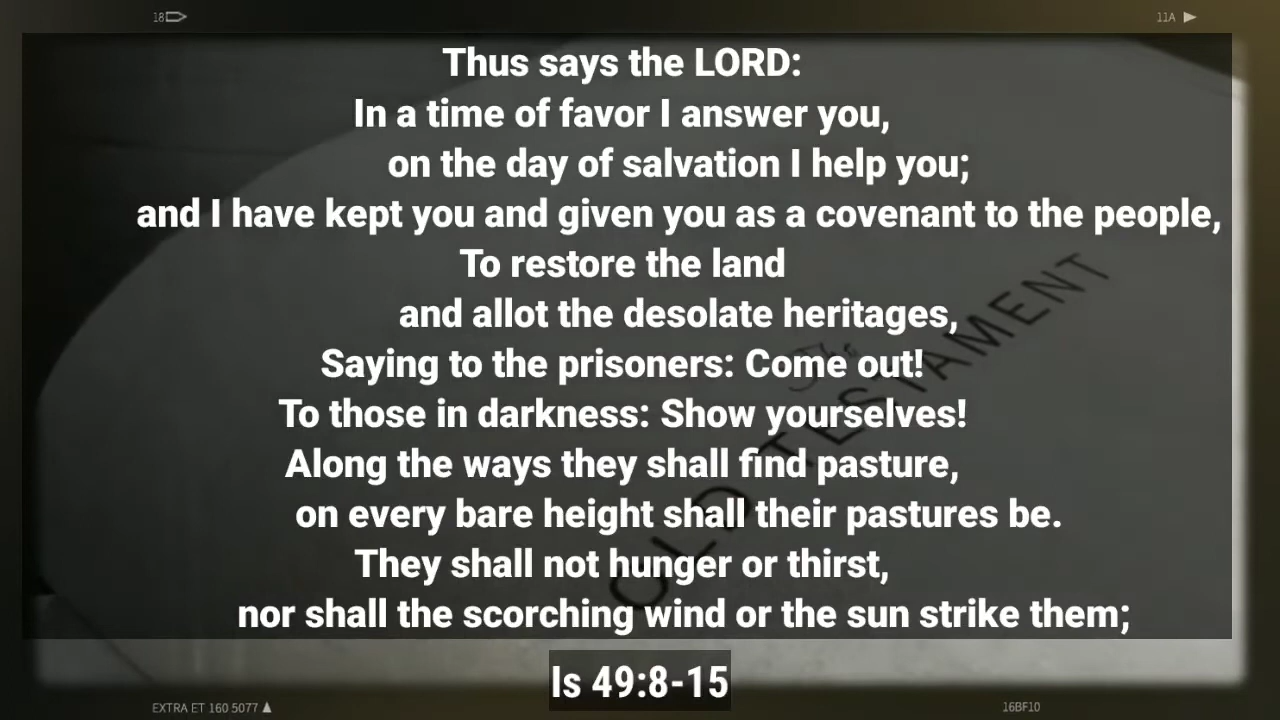 18
11A
Thus says the LORD:
In a time of favor I answer you,
on the day of salvation I help you;
and I have kept you and given you as a covenant to the people,
To restore the land
and allot the desolate heritages,
Saying to the prisoners: Come out!
To those in darkness: Show yourselves!
Along the ways they shall find pasture,
on every bare height shall their pastures be.
They shall not hunger or thirst,
nor shall the scorching wind or the sun strike them;
The
OLD TESTAMENT
Is 49:8-15
EXTRA ET 160 5077
16BF10